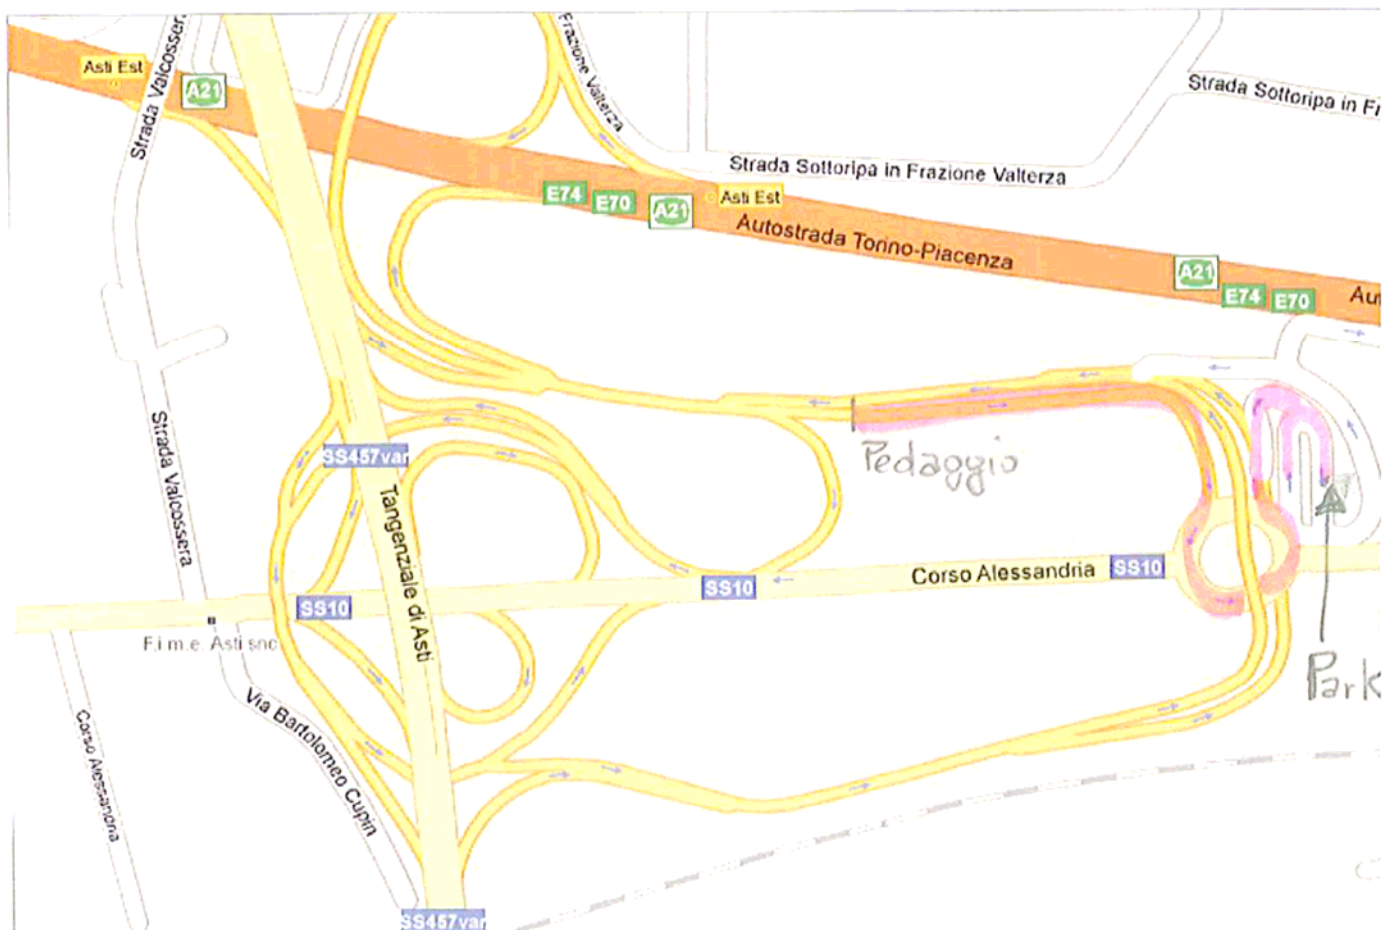 Asti Est
A21
Strada Valcossera
Frazione Valterza
Strada Sottoripa in Fr
Strada Sottoripa in Frazione Valterza
E74
E70
A21
Asti Est
Autostrada Torino-Piacenza
A21
E74
E70
Au
Strada Valcossera
SS457var
Pedaggio
Tangenziale di Asti
Corso Alessandria
SS10
SS10
SS10
F.i.m.e. Asti snc
Park
Via Bartolomeo Cupin
Corso Alessandria
SS457var